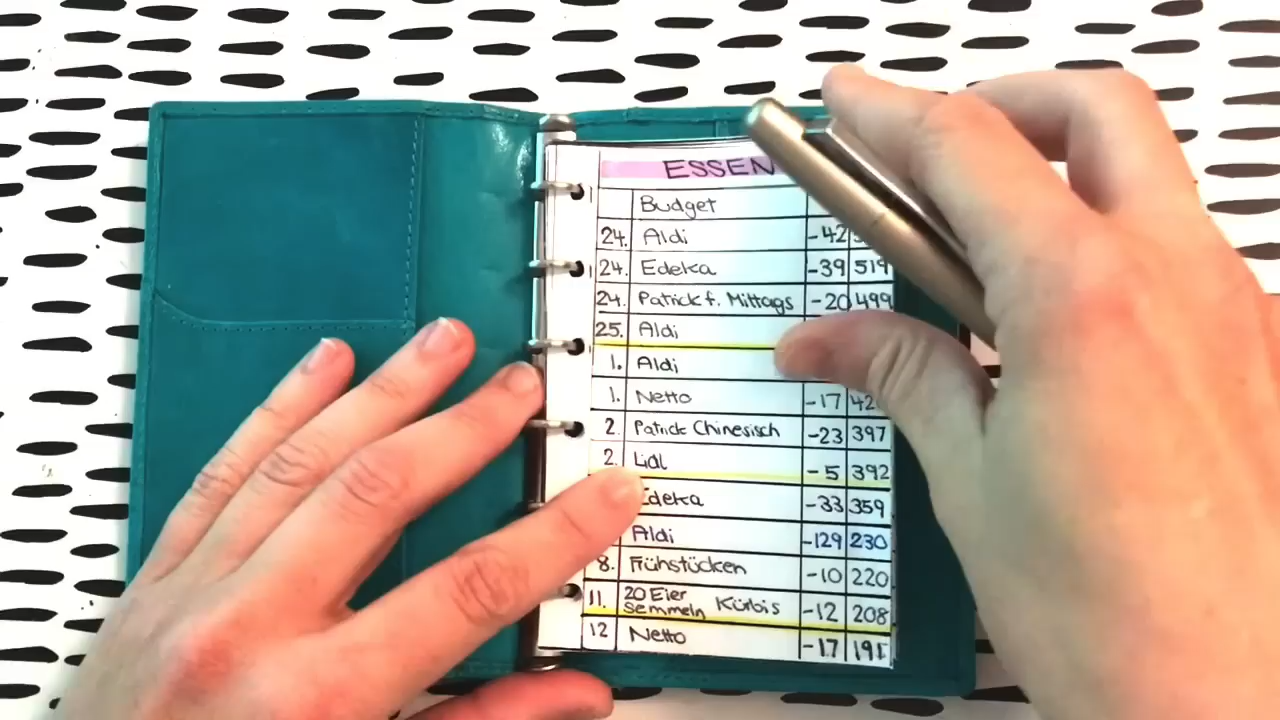 ESSEN
Budget
24. Aldi -42
24. Edeka -39 519
24. Patrick f. Mittags -20 499
25. Aldi
1. Aldi
1. Netto -17 42
2. Patrick Chinesisch -23 397
2. Lidl -5 392
Edeka -33 359
Aldi -129 230
8. Frühstücken -10 220
11. 20 Eier
Semmeln Kürbis -12 208
12 Netto -17 191